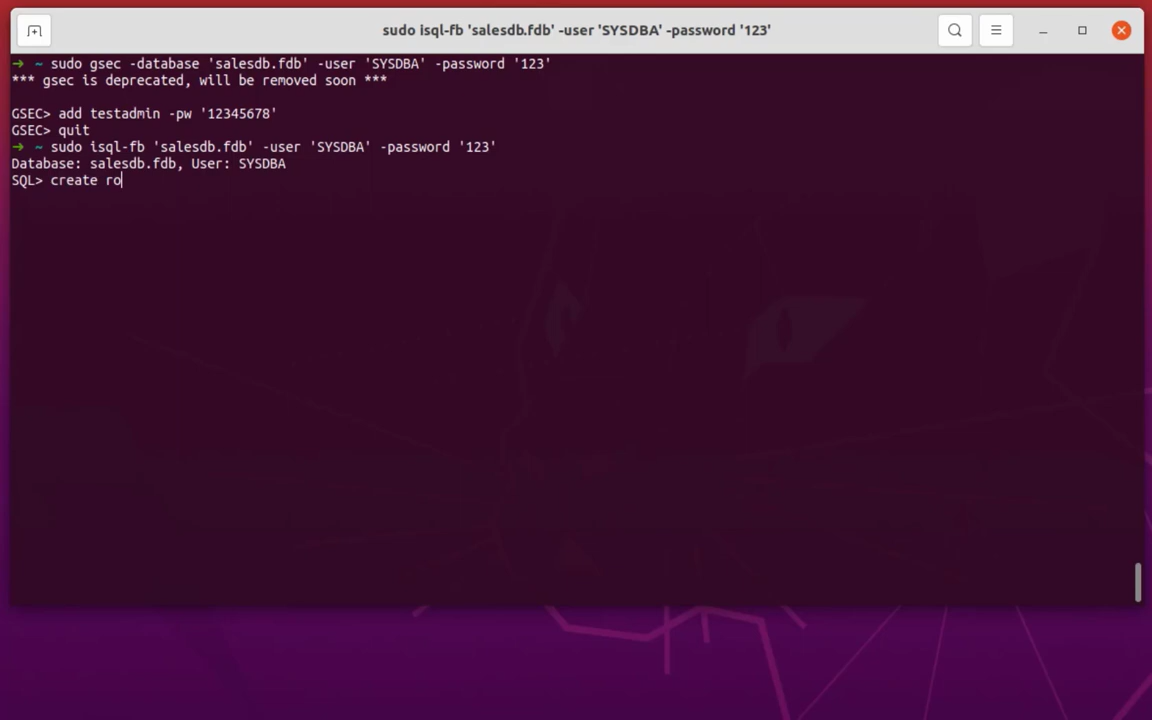 sudo isql-fb 'salesdb.fdb' -user 'SYSDBA' -password '123'
➜ ~ sudo gsec -database 'salesdb.fdb' -user 'SYSDBA' -password '123'
*** gsec is deprecated, will be removed soon ***
GSEC> add testadmin -pw '12345678'
GSEC> quit
➜ ~ sudo isql-fb 'salesdb.fdb' -user 'SYSDBA' -password '123'
Database: salesdb.fdb, User: SYSDBA
SQL> create ro